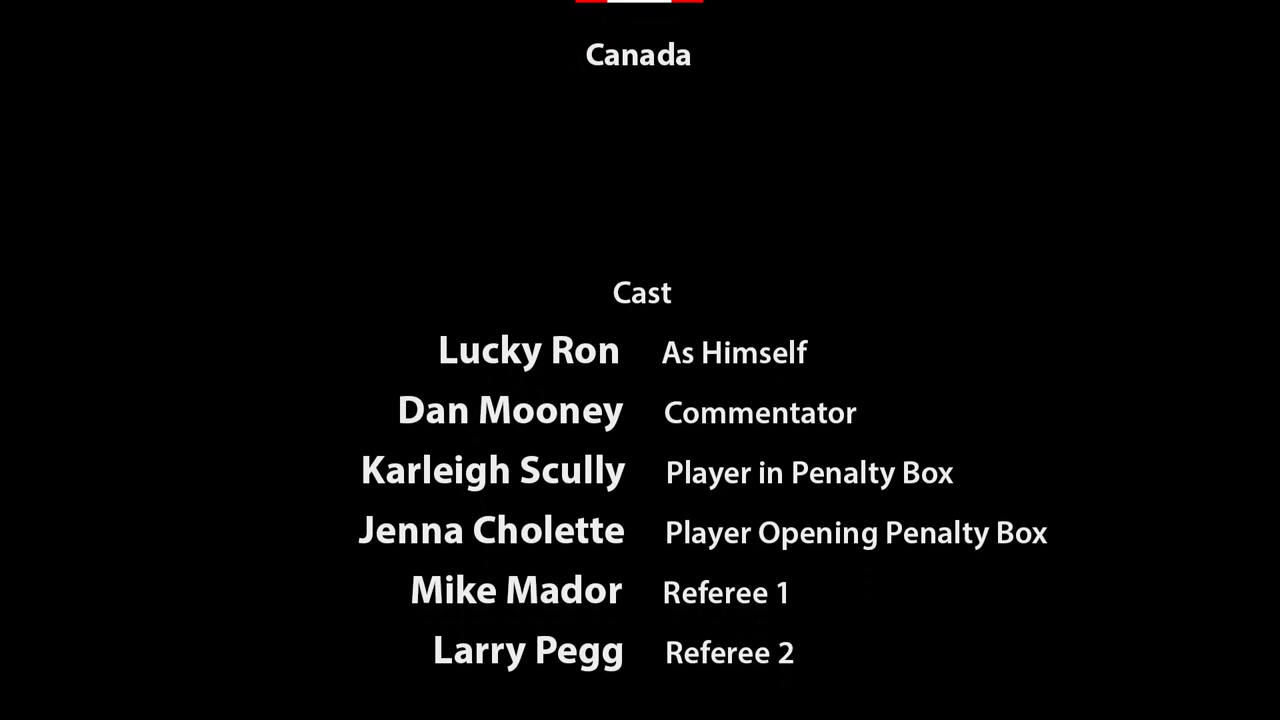 Canada
Cast
Lucky Ron As Himself
Dan Mooney Commentator
Karleigh Scully Player in Penalty Box
Jenna Cholette Player Opening Penalty Box
Mike Mador Referee 1
Larry Pegg Referee 2